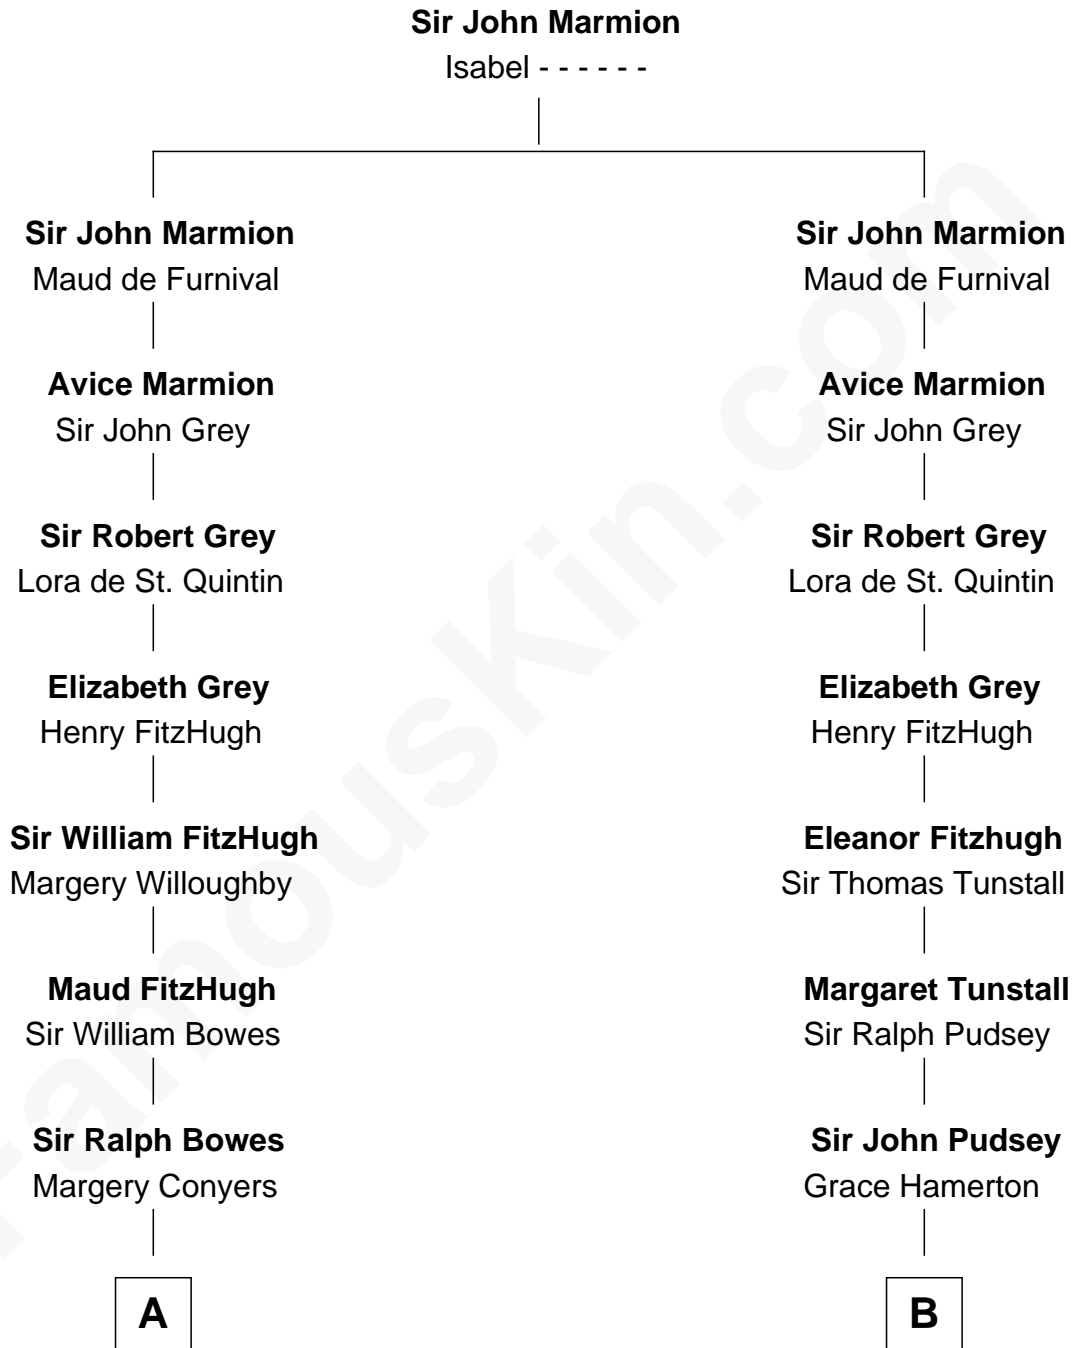 Sir John Marmion
Isabel - - - - - -
Sir John Marmion
Maud de Furnival
Sir John Marmion
Maud de Furnival
Avice Marmion
Sir John Grey
Avice Marmion
Sir John Grey
Sir Robert Grey
Lora de St. Quintin
Sir Robert Grey
Lora de St. Quintin
Elizabeth Grey
Henry FitzHugh
Elizabeth Grey
Henry FitzHugh
Sir William FitzHugh
Margery Willoughby
Eleanor Fitzhugh
Sir Thomas Tunstall
Maud FitzHugh
Sir William Bowes
Margaret Tunstall
Sir Ralph Pudsey
Sir Ralph Bowes
Margery Conyers
Sir John Pudsey
Grace Hamerton
A
B
FamousKin.com